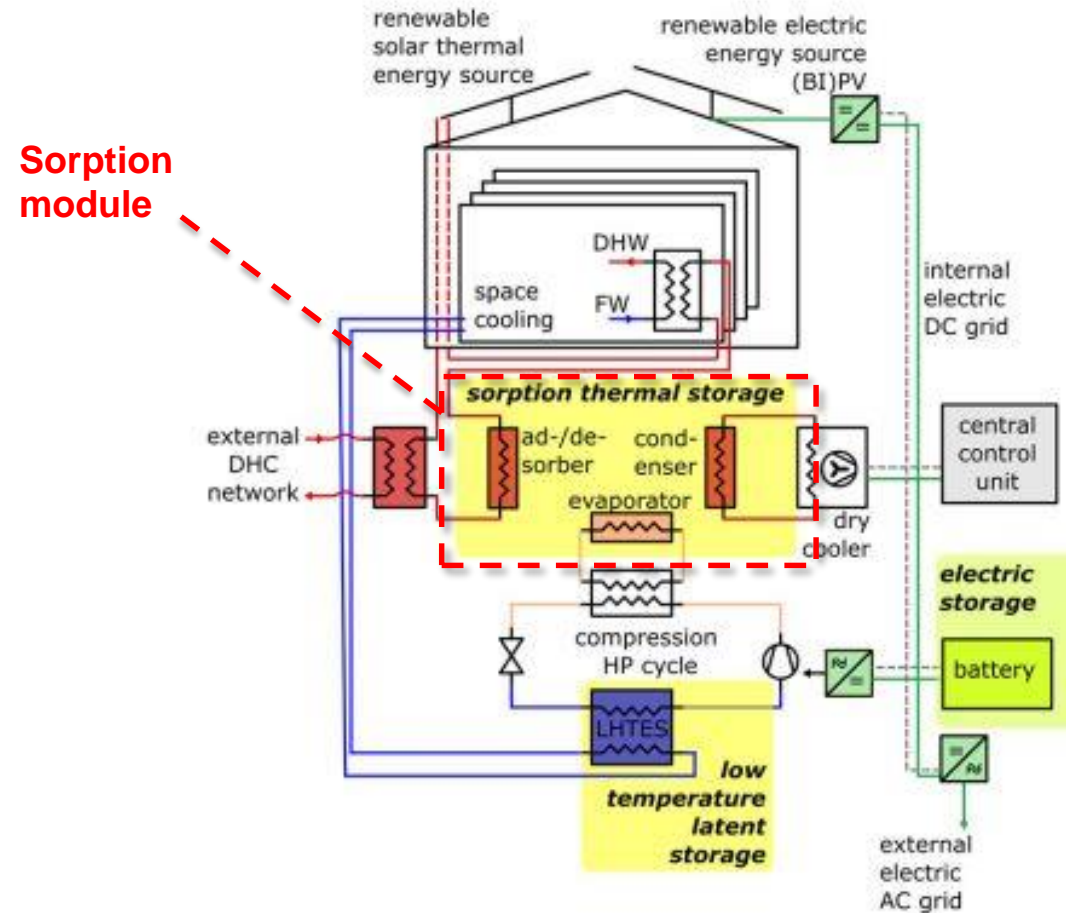 renewable
solar thermal
energy source
renewable electric
energy source
(BI)PV
Sorption
module
DHW
FW
space
cooling
internal
electric
DC grid
sorption thermal storage
external
DHC
network
ad-/de-
sorber
cond-
enser
evaporator
dry
cooler
central
control
unit
compression
HP cycle
electric
storage
battery
LHTES
low
temperature
latent
storage
external
electric
AC grid